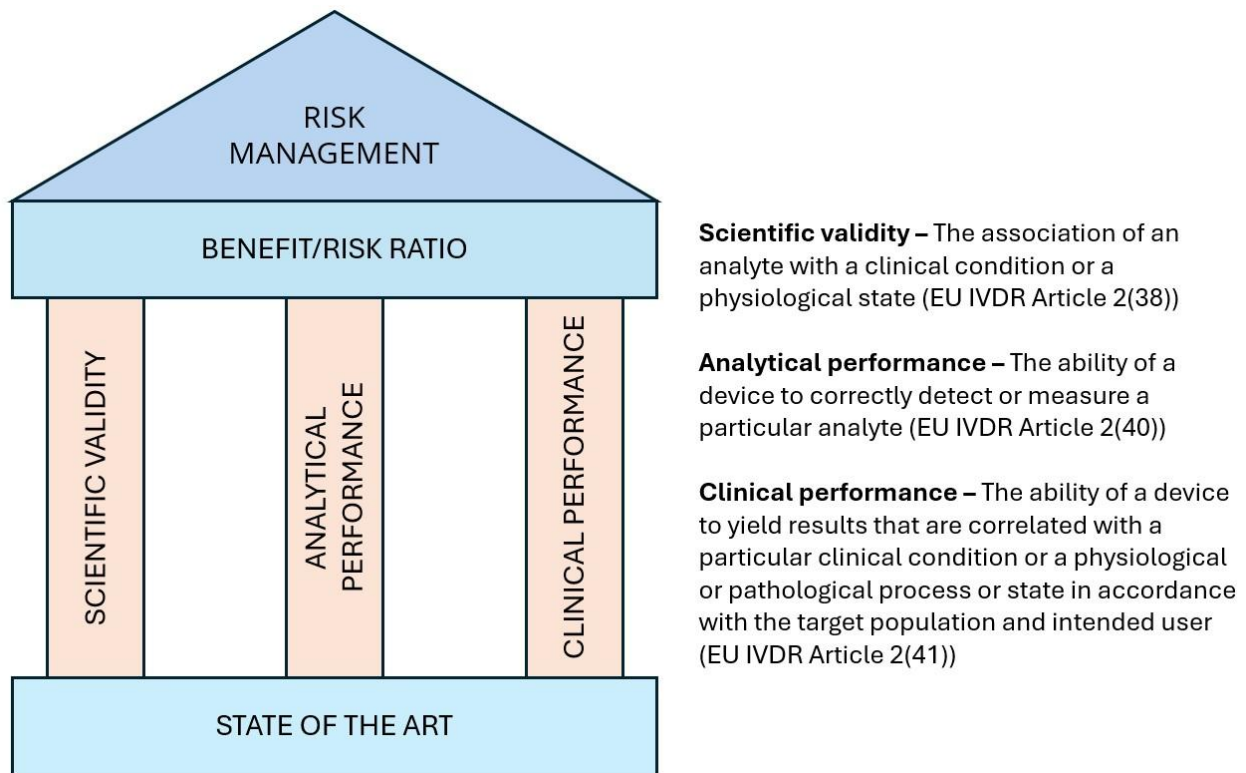 RISK
MANAGEMENT
BENEFIT/RISK RATIO
SCIENTIFIC VALIDITY
ANALYTICAL
PERFORMANCE
CLINICAL PERFORMANCE
STATE OF THE ART
Scientific validity – The association of an
analyte with a clinical condition or a
physiological state (EU IVDR Article 2(38))
Analytical performance – The ability of a
device to correctly detect or measure a
particular analyte (EU IVDR Article 2(40))
Clinical performance – The ability of a device
to yield results that are correlated with a
particular clinical condition or a physiological
or pathological process or state in accordance
with the target population and intended user
(EU IVDR Article 2(41))